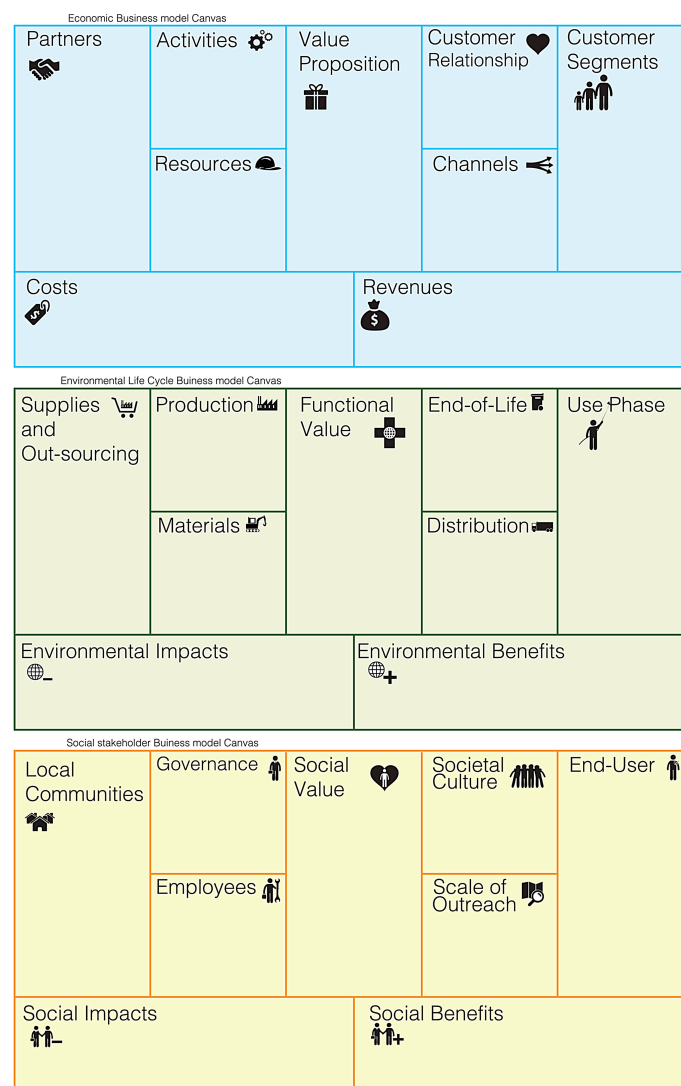 Economic Business model Canvas
Partners
Activities
Value
Proposition
Customer
Relationship
Customer
Segments
Resources
Channels
Costs
$
Revenues
$
Environmental Life Cycle Buiness model Canvas
Supplies
and
Out-sourcing
Production
Functional
Value
End-of-Life
Use Phase
Materials
Distribution
Environmental Impacts
Environmental Benefits
Social stakeholder Buiness model Canvas
Local
Communities
Governance
Social
Value
Societal
Culture
End-User
Employees
Scale of
Outreach
Social Impacts
Social Benefits